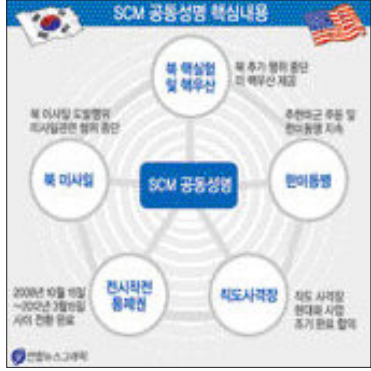 SCM 공동성명 핵심내용
북 핵실험
및 핵우산
북 추가 행위 중단
미 핵우산 제공
북 미사일 도발행위
미사일관련 행위 중단
주한미군 주둔 및
한미동맹 지속
북 미사일
SCM 공동성명
한미동맹
전시작전
통제권
2009년 10월 15일
~2012년 3월15일
사이 전환 완료
직도사격장
직도 사격장
현대화 사업
조기 완료 합의
연합뉴스그래픽